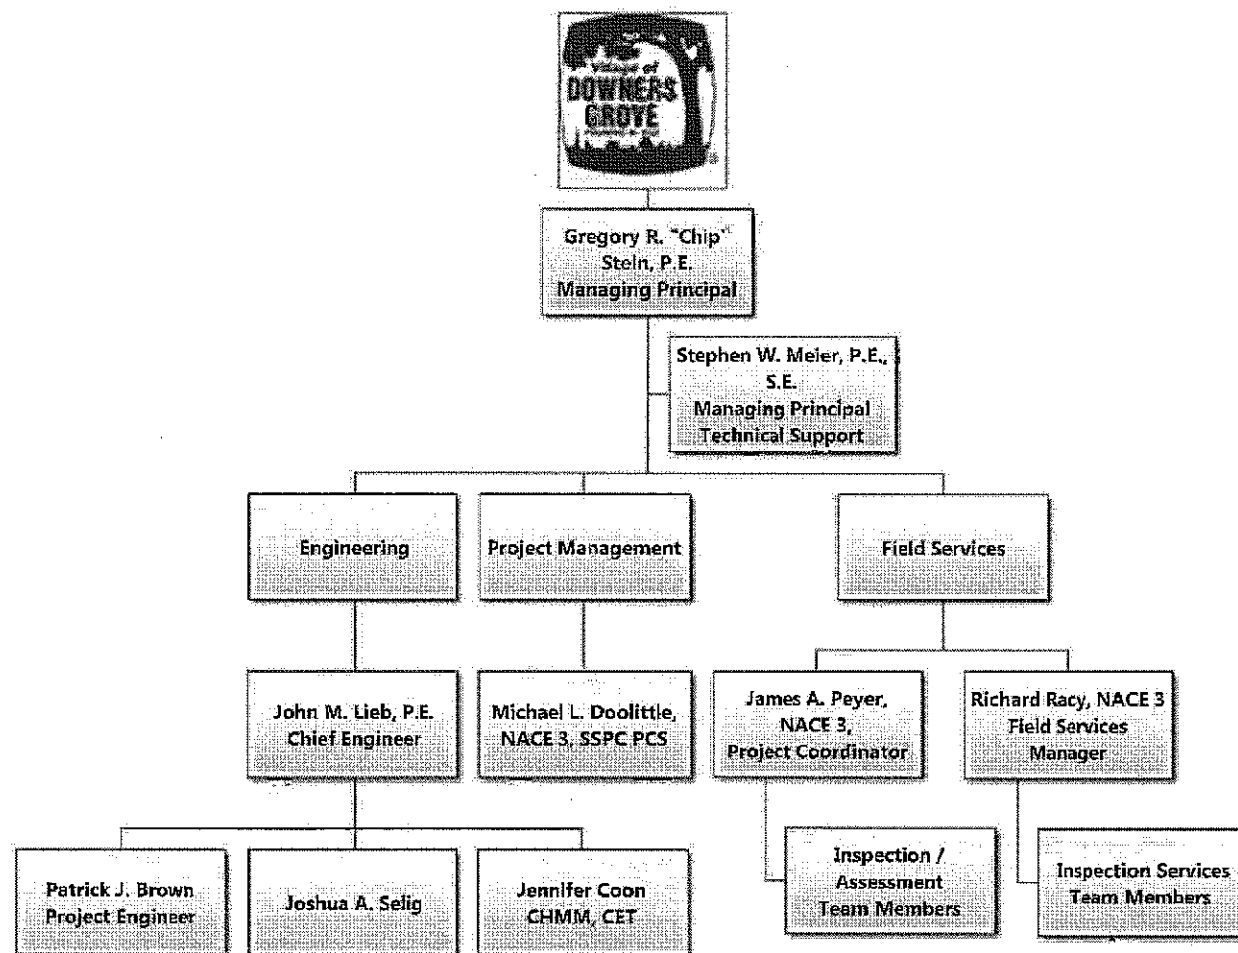 Village of
DOWNERS
GROVE
Gregory R. "Chip"
Stein, P.E.
Managing Principal
Stephen W. Meier, P.E.,
S.E.
Managing Principal
Technical Support
Engineering
Project Management
Field Services
John M. Lieb, P.E.
Chief Engineer
Michael L. Doolittle,
NACE 3, SSPC PCS
James A. Peyer,
NACE 3,
Project Coordinator
Richard Racy, NACE 3
Field Services
Manager
Patrick J. Brown
Project Engineer
Joshua A. Selig
Jennifer Coon
CHMM, CET
Inspection /
Assessment
Team Members
Inspection Services
Team Members